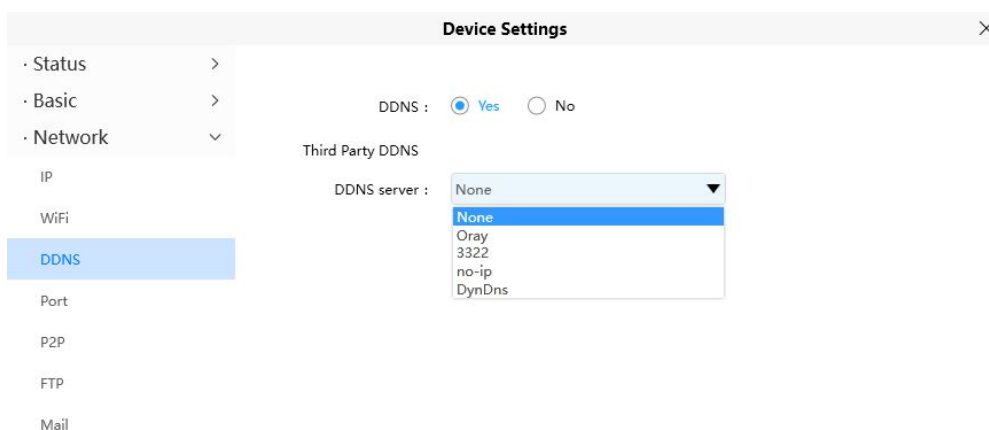 Device Settings
· Status
· Basic
· Network
IP
WiFi
DDNS
Port
P2P
FTP
Mail
DDNS : Yes No
Third Party DDNS
DDNS server : None
None
Oray
3322
no-ip
DynDns